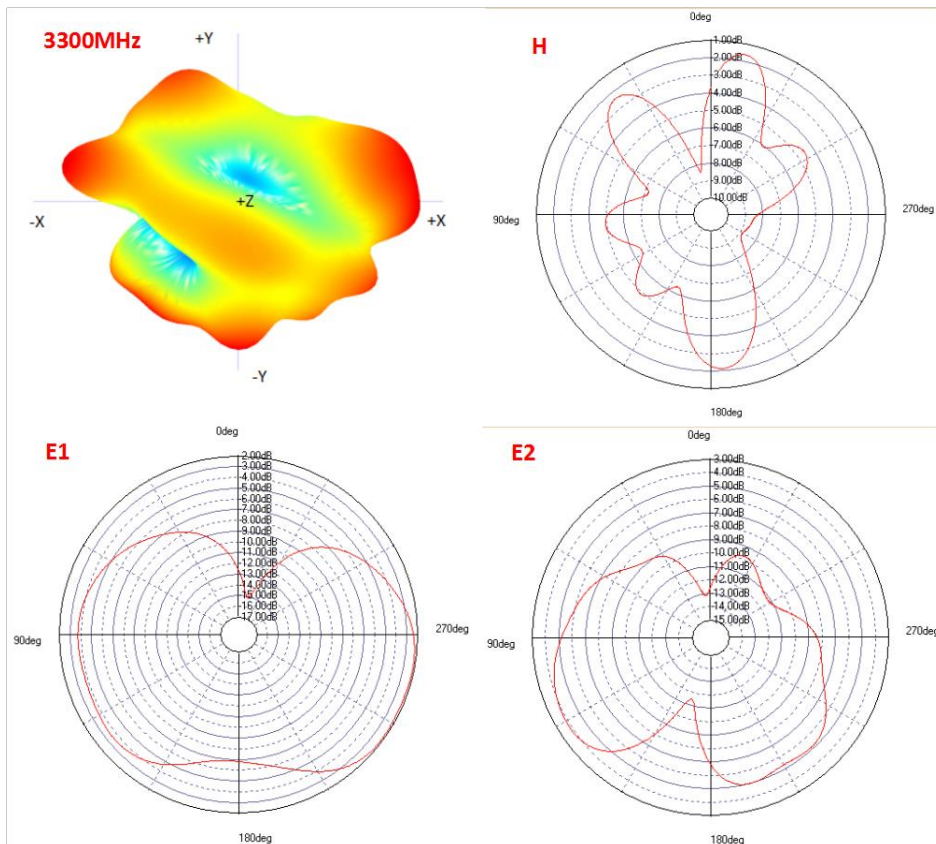 3300MHz
+Y
-X
+Z
+X
-Y
H
0deg
1.00dB
2.00dB
3.00dB
4.00dB
5.00dB
6.00dB
7.00dB
8.00dB
9.00dB
10.00dB
90deg
270deg
180deg
E1
0deg
2.00dB
3.00dB
4.00dB
5.00dB
6.00dB
7.00dB
8.00dB
9.00dB
10.00dB
11.00dB
12.00dB
13.00dB
14.00dB
15.00dB
16.00dB
17.00dB
90deg
270deg
180deg
E2
0deg
3.00dB
4.00dB
5.00dB
6.00dB
7.00dB
8.00dB
9.00dB
10.00dB
11.00dB
12.00dB
13.00dB
14.00dB
15.00dB
90deg
270deg
180deg